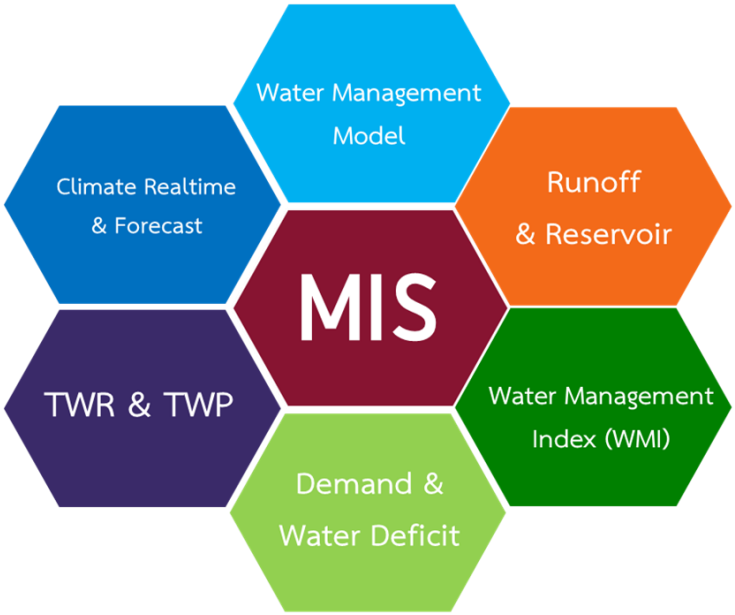 Water Management
Model
Climate Realtime
& Forecast
Runoff
& Reservoir
MIS
TWR & TWP
Water Management
Index (WMI)
Demand &
Water Deficit